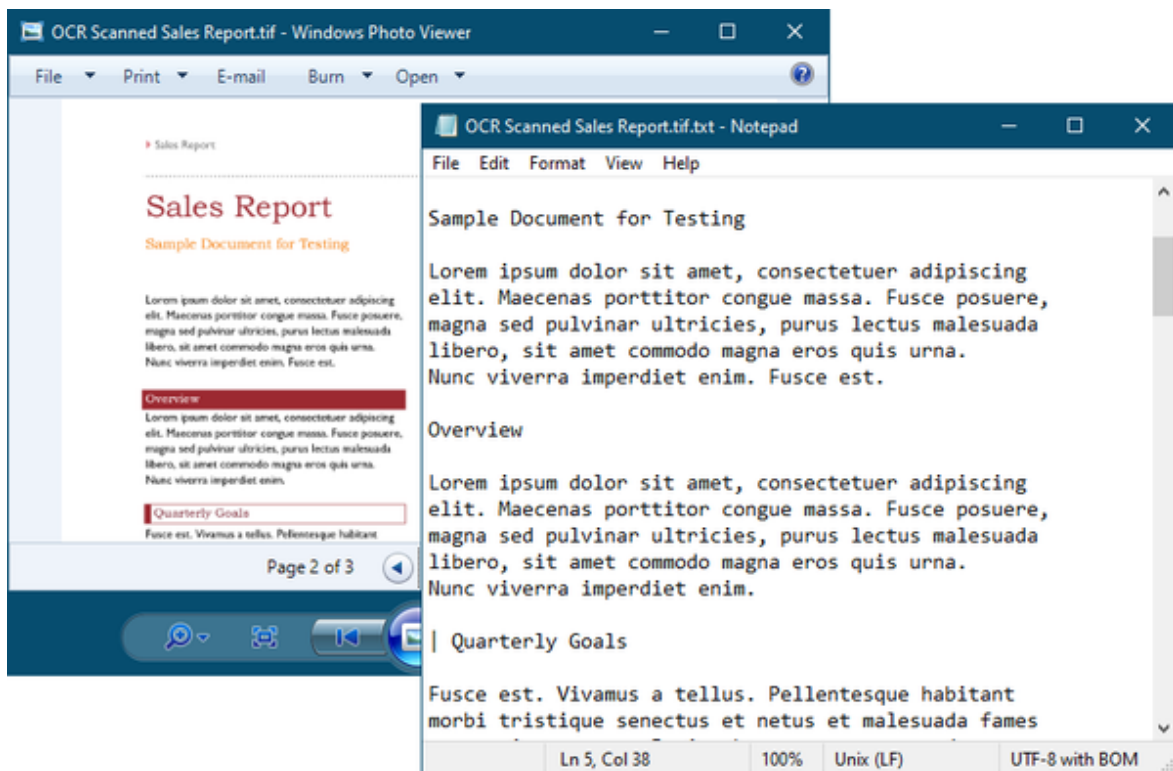 OCR Scanned Sales Report.tif - Windows Photo Viewer
File Print E-mail Burn Open
Sales Report
Sales Report
Sample Document for Testing
Lorem ipsum dolor sit amet, consectetuer adipiscing
elit. Maecenas porttitor congue massa. Fusce posuere,
magna sed pulvinar ultricies, purus lectus malesuada
libero, sit amet commodo magna eros quis urna.
Nunc viverra imperdiet enim. Fusce est.
Overview
Lorem ipsum dolor sit amet, consectetuer adipiscing
elit. Maecenas porttitor congue massa. Fusce posuere,
magna sed pulvinar ultricies, purus lectus malesuada
libero, sit amet commodo magna eros quis urna.
Nunc viverra imperdiet enim.
Quarterly Goals
Fusce est. Vivamus a tellus. Pellentesque habitant
Page 2 of 3
OCR Scanned Sales Report.tif.txt - Notepad
File Edit Format View Help
Sample Document for Testing
Lorem ipsum dolor sit amet, consectetuer adipiscing
elit. Maecenas porttitor congue massa. Fusce posuere,
magna sed pulvinar ultricies, purus lectus malesuada
libero, sit amet commodo magna eros quis urna.
Nunc viverra imperdiet enim. Fusce est.
Overview
Lorem ipsum dolor sit amet, consectetuer adipiscing
elit. Maecenas porttitor congue massa. Fusce posuere,
magna sed pulvinar ultricies, purus lectus malesuada
libero, sit amet commodo magna eros quis urna.
Nunc viverra imperdiet enim.
| Quarterly Goals
Fusce est. Vivamus a tellus. Pellentesque habitant
morbi tristique senectus et netus et malesuada fames
Ln 5, Col 38 100% Unix (LF) UTF-8 with BOM